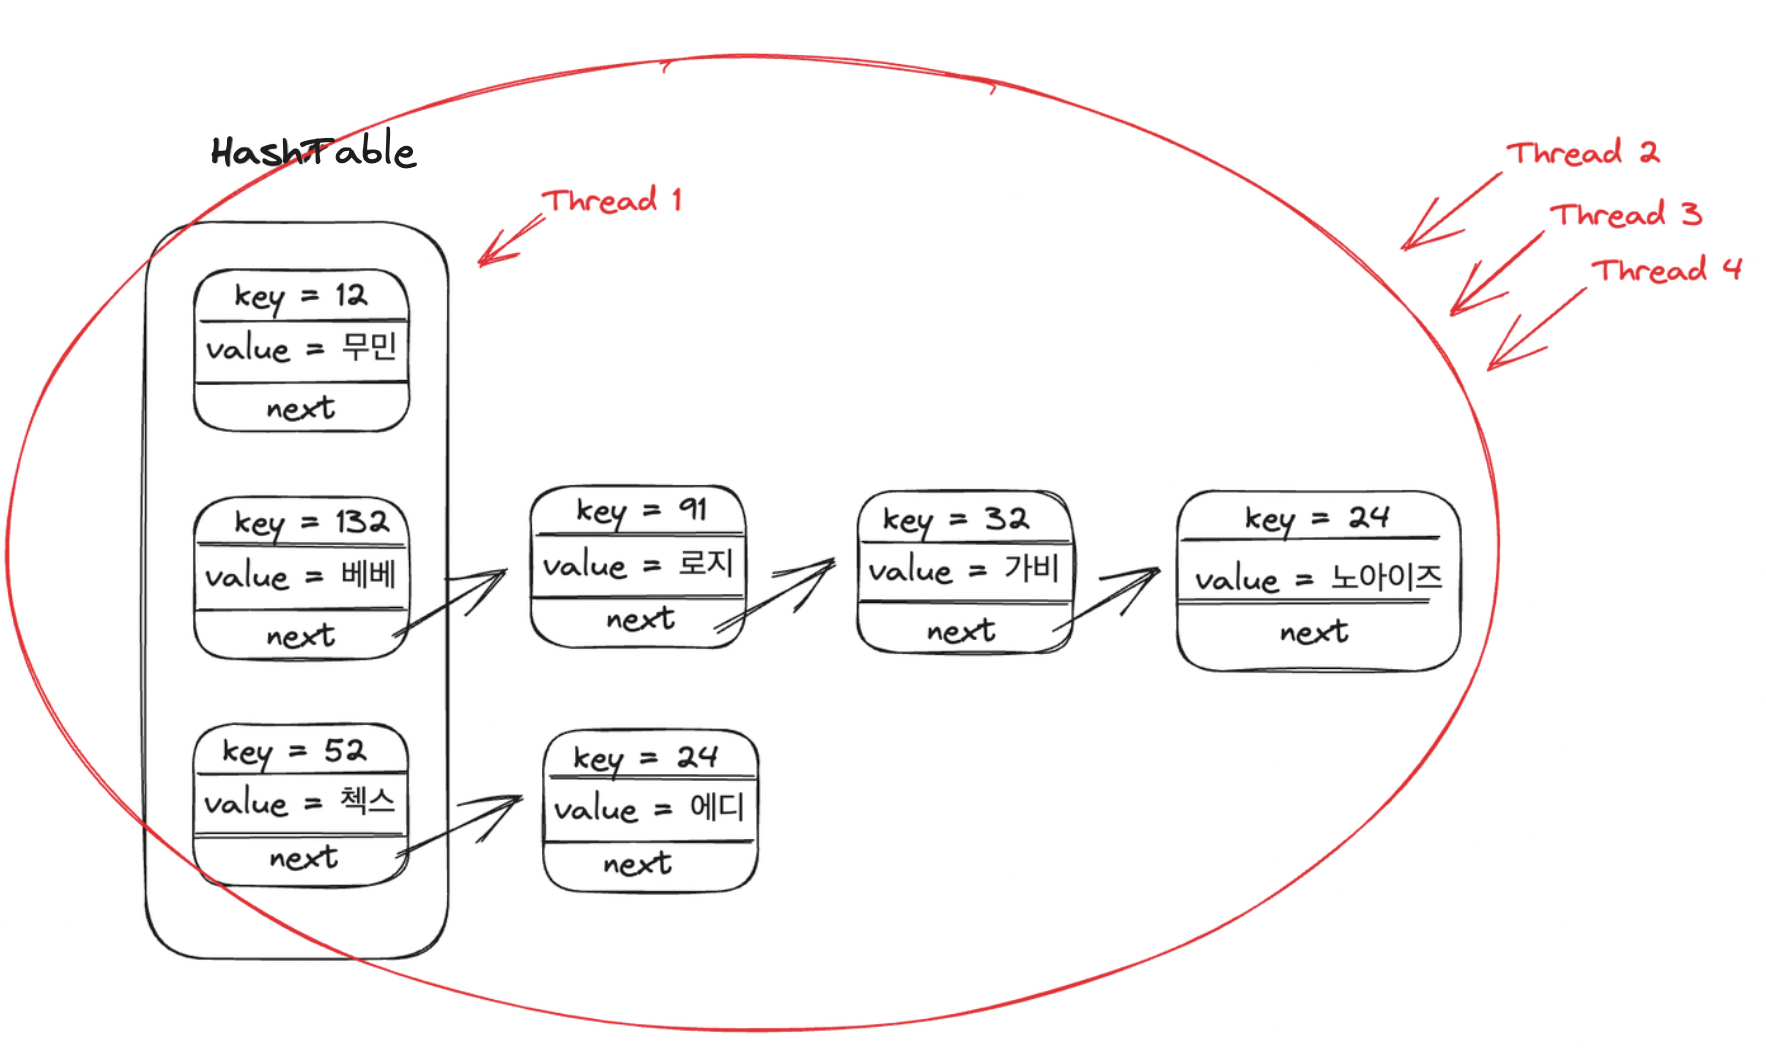 HashTable
Thread 1
Thread 2
Thread 3
Thread 4
key = 12
value = 무민
next
key = 132
value = 베베
next
key = 91
value = 로지
next
key = 32
value = 가비
next
key = 24
value = 노아이즈
next
key = 52
value = 첵스
next
key = 24
value = 에디
next